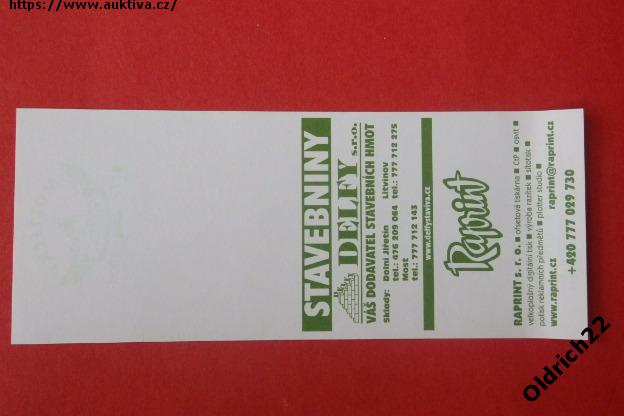 https://www.auktiva.cz/
STAVEBNINY
DELFY
DELFY s.r.o.
VÁŠ DODAVATEL STAVEBNÍCH HMOT
Sklady: Dolní Jiřetín Litvínov
tel.: 476 209 064 tel.: 777 712 275
Most
tel.: 777 712 143
www.delfystaviva.cz
Raprint
RAPRINT s. r. o. ■ ofsetová tiskárna ■ CtP ■ osvit ■
velkoplošný digitální tisk ■ výroba razítek ■ sítotisk ■
potisk reklamních předmětů ■ plotter studio ■
www.raprint.cz raprint@raprint.cz
+420 777 029 730
Oldrich22